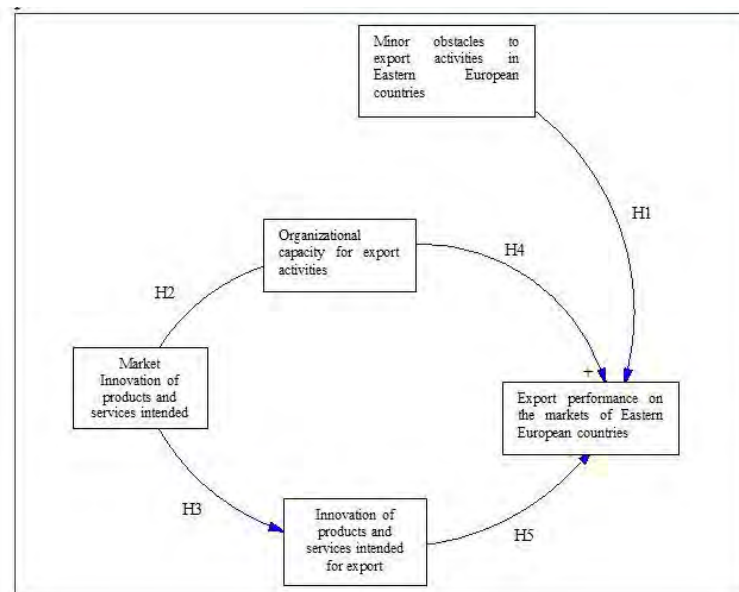 Minor obstacles to
export activities in
Eastern European
countries
H1
Organizational
capacity for export
activities
H4
H2
Market
Innovation of
products and
services intended
+
Export performance on
the markets of Eastern
European countries
H3
Innovation of
products and
services intended
for export
H5